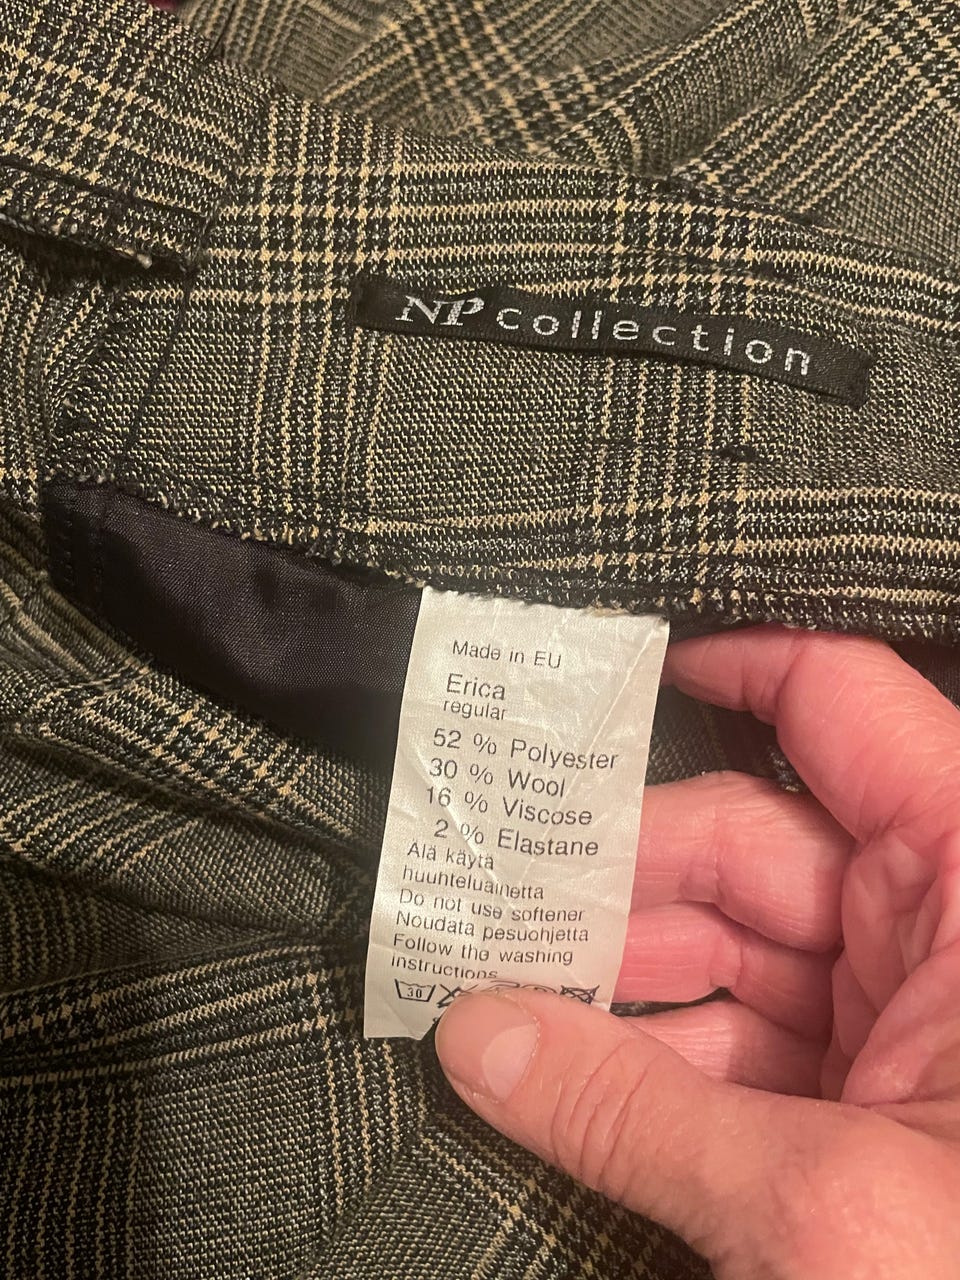 NP collection
Made in EU
Erica
regular
52 % Polyester
30 % Wool
16 % Viscose
2 % Elastane
Älä käytä
huuhteluainetta
Do not use softener
Noudata pesuohjetta
Follow the washing
instructions
30